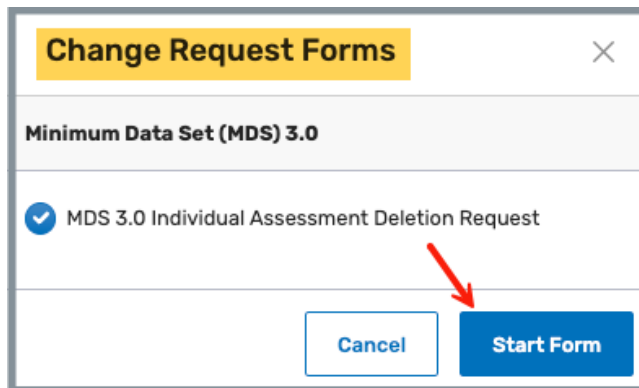 Change Request Forms
Minimum Data Set (MDS) 3.0
MDS 3.0 Individual Assessment Deletion Request
Cancel
Start Form